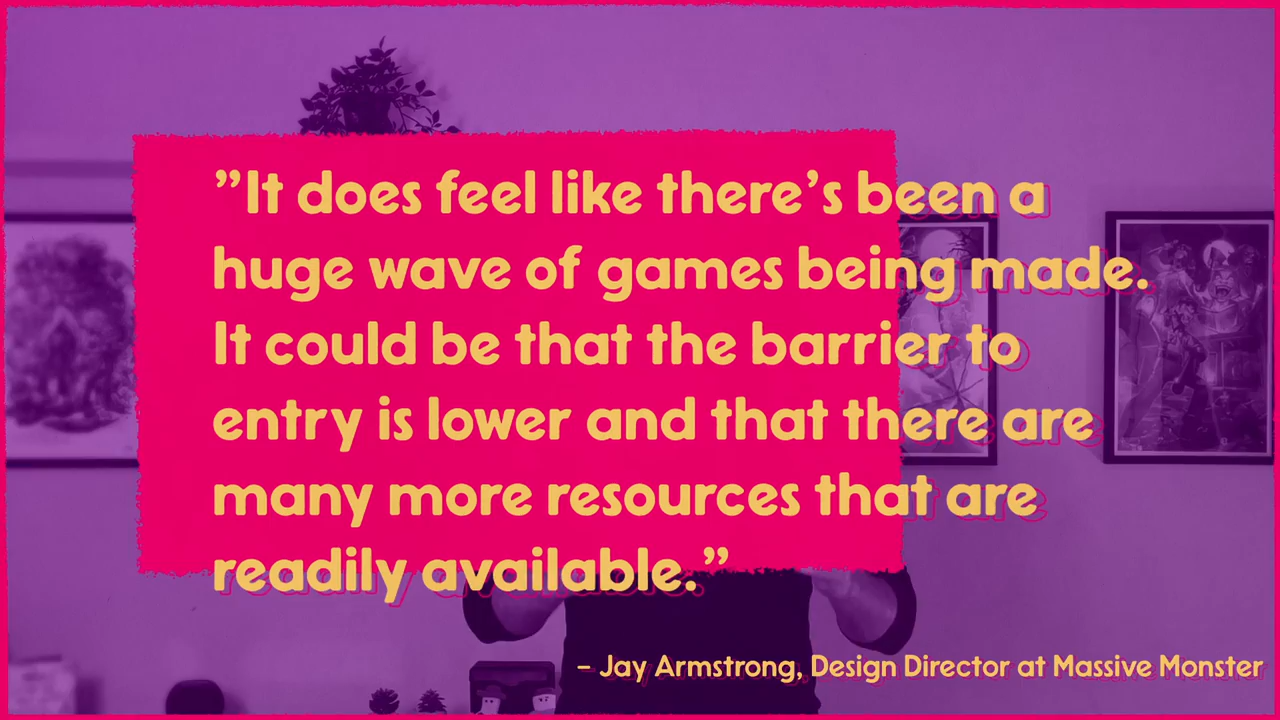 ”It does feel like there’s been a
huge wave of games being made.
It could be that the barrier to
entry is lower and that there are
many more resources that are
readily available.”
– Jay Armstrong, Design Director at Massive Monster